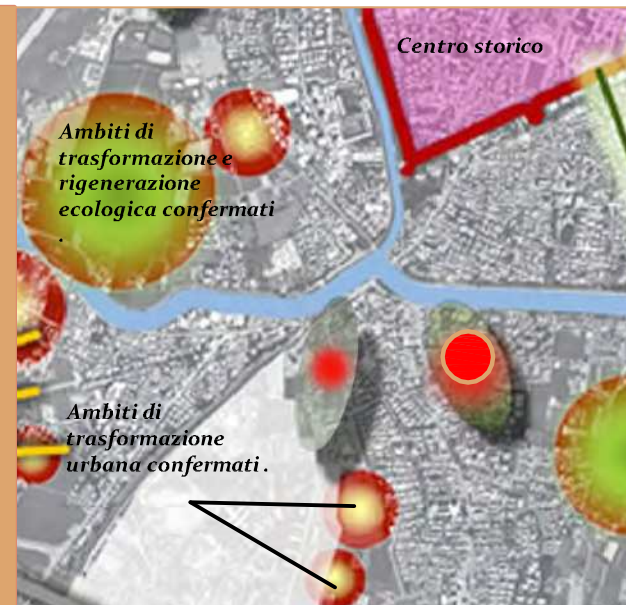 Centro storico
Ambiti di
trasformazione e
rigenerazione
ecologica confermati
.
Ambiti di
trasformazione
urbana confermati .